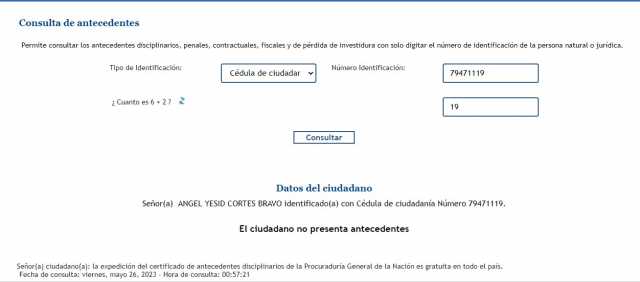 Consulta de antecedentes
Permite consultar los antecedentes disciplinarios, penales, contractuales, fiscales y de pérdida de investidura con solo digitar el número de identificación de la persona natural o jurídica.
Tipo de Identificación: Cédula de ciudadar Número Identificación: 79471119
¿ Cuanto es 6 + 2 ? 19
Consultar
Datos del ciudadano
Señor(a) ANGEL YESID CORTES BRAVO identificado(a) con Cédula de ciudadanía Número 79471119.
El ciudadano no presenta antecedentes
Señor(a) ciudadano(a): la expedición del certificado de antecedentes disciplinarios de la Procuraduría General de la Nación es gratuita en todo el país.
Fecha de consulta: viernes, mayo 26, 2023 - Hora de consulta: 00:57:21